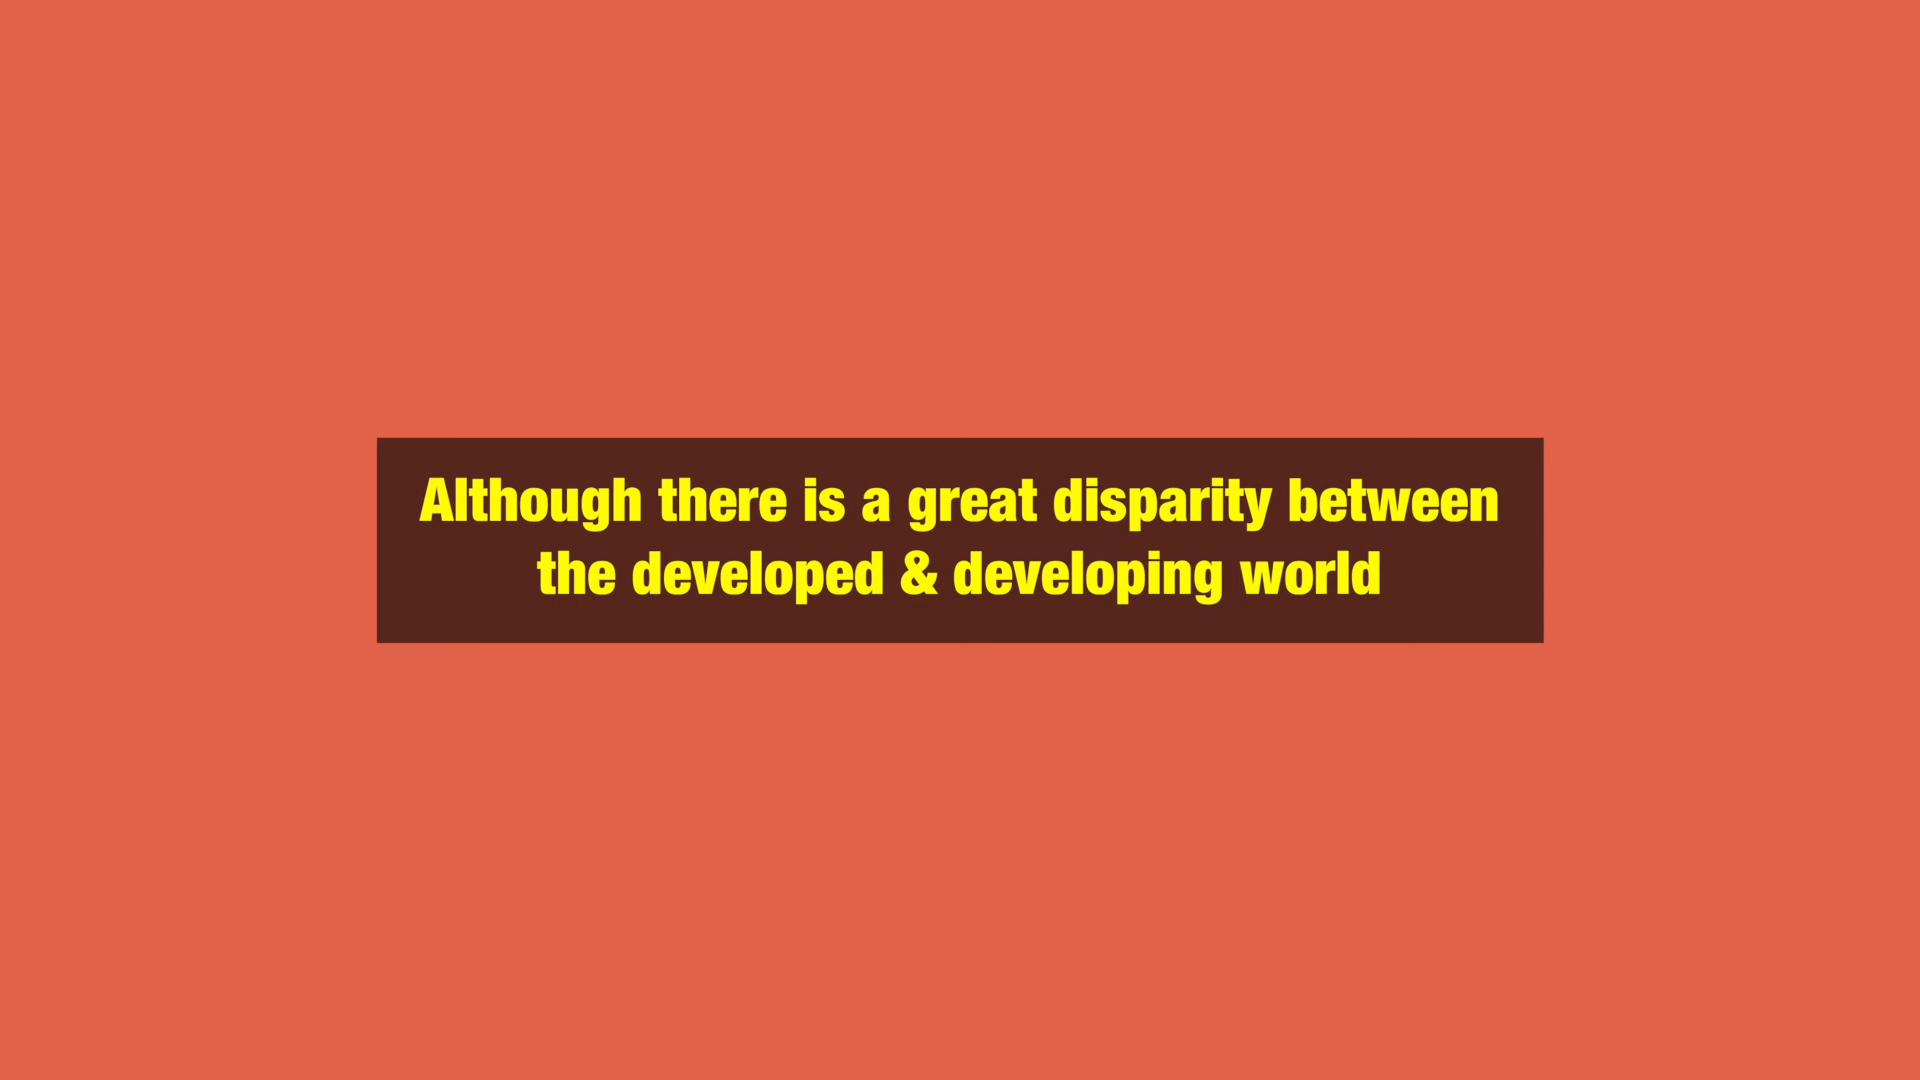 Although there is a great disparity between
the developed & developing world